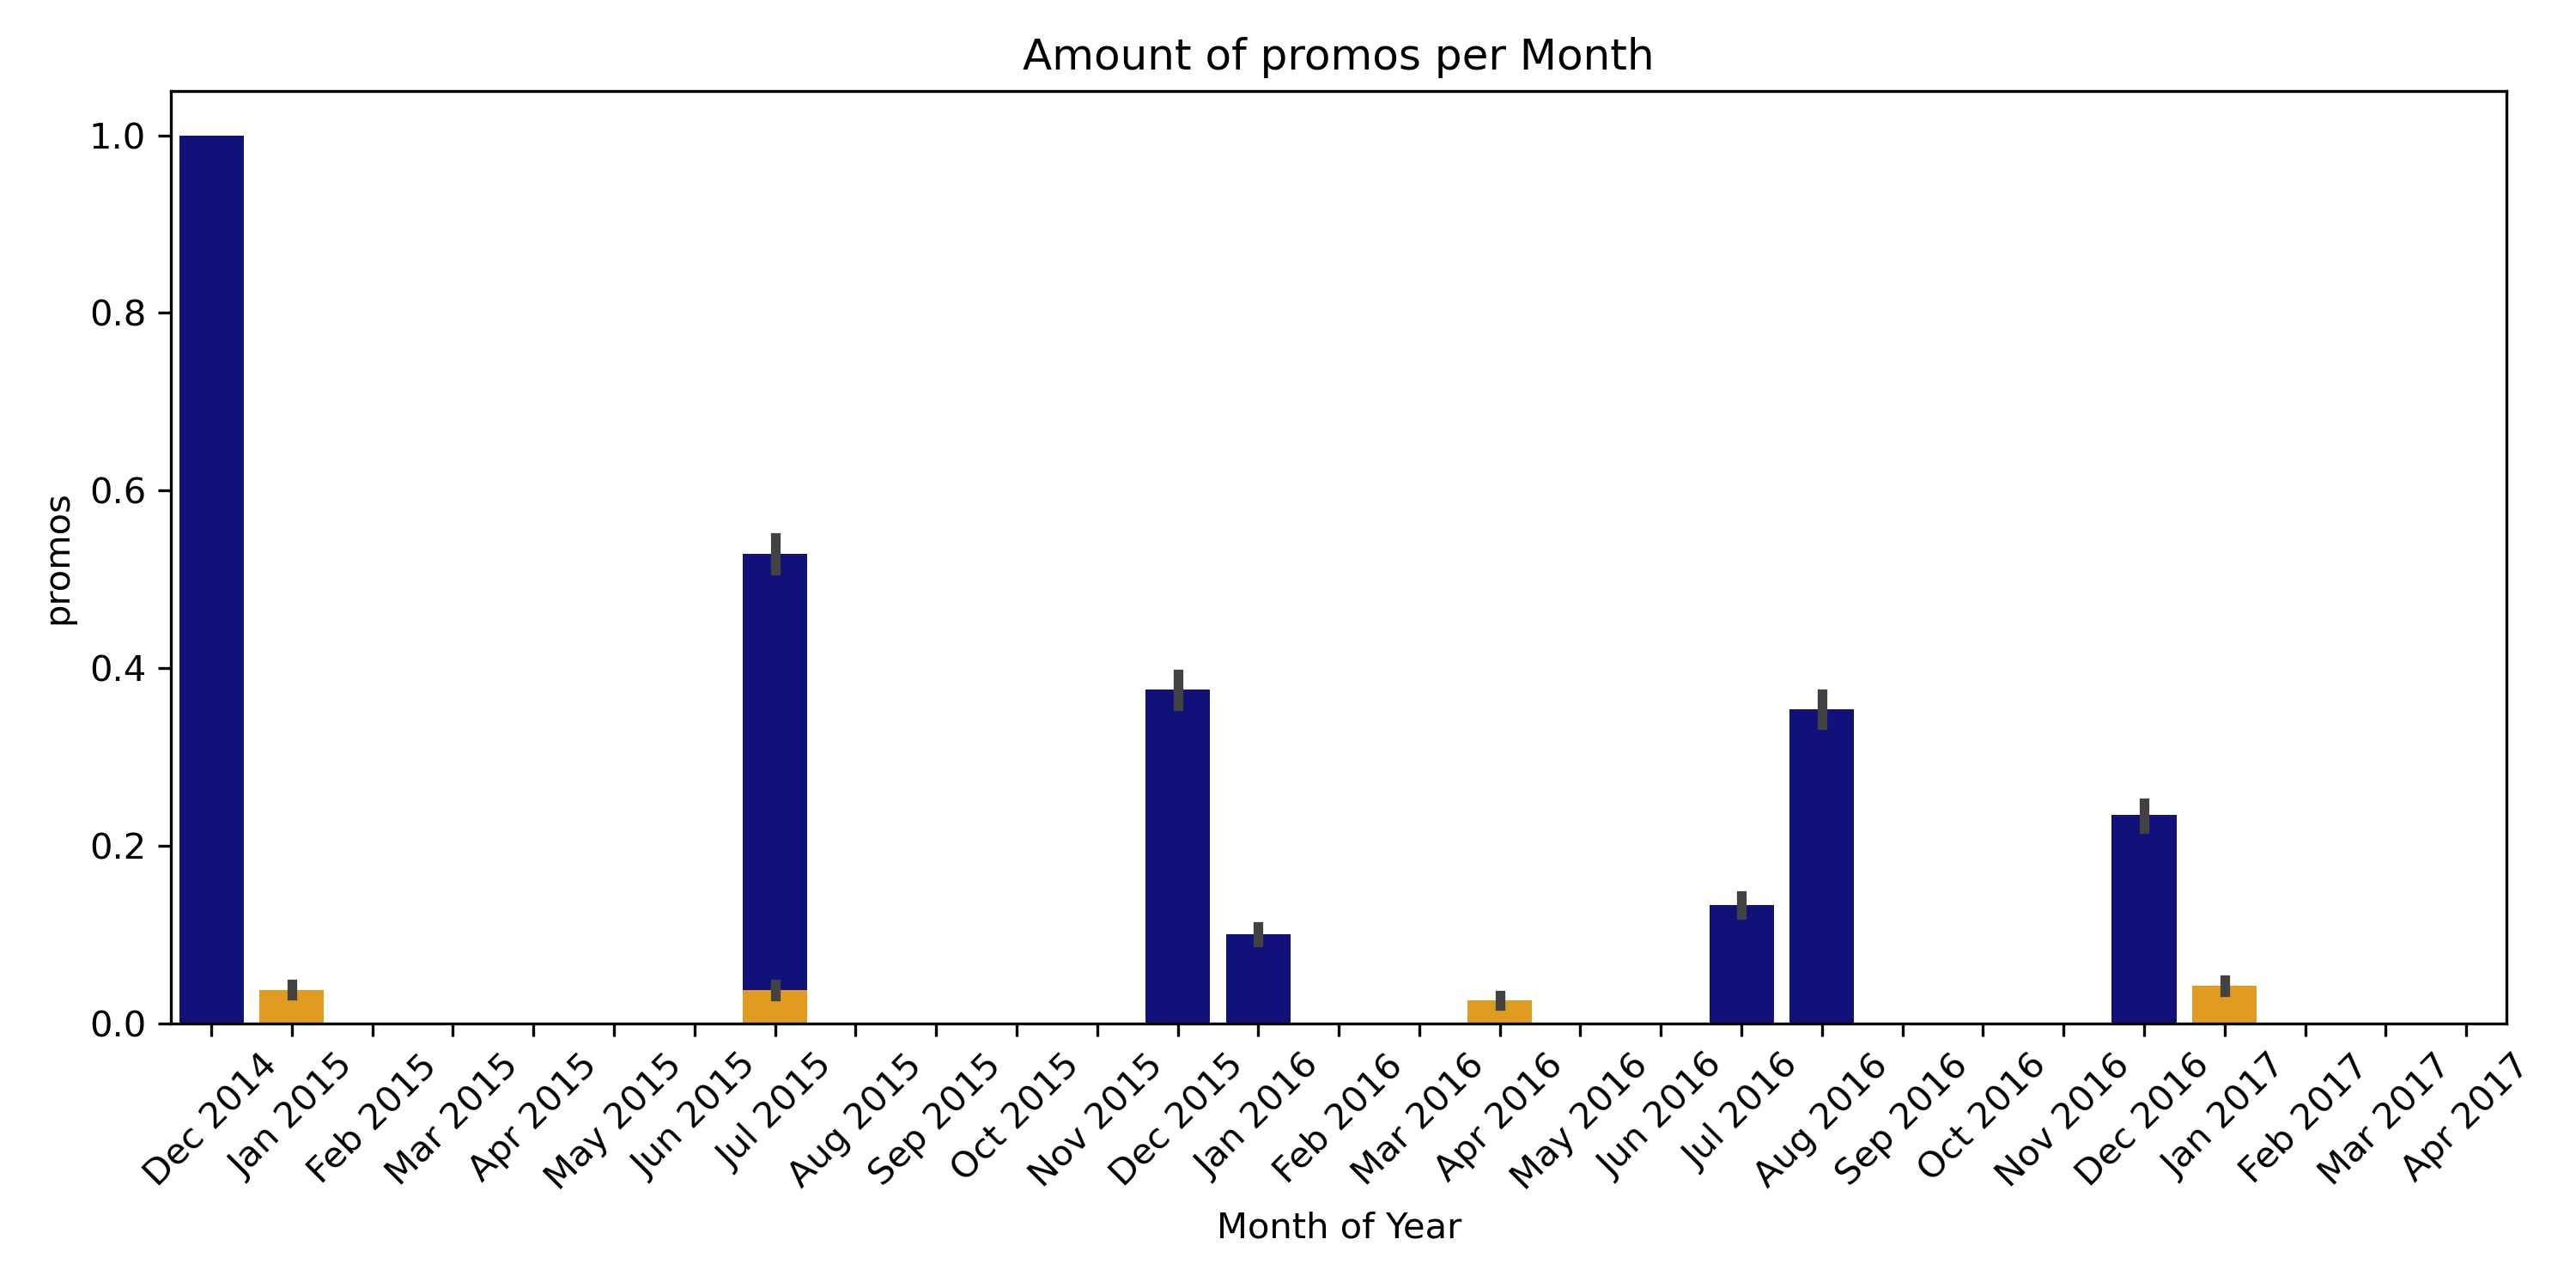 Amount of promos per Month
promos
1.0
0.8
0.6
0.4
0.2
0.0
Dec 2014
Jan 2015
Feb 2015
Mar 2015
Apr 2015
May 2015
Jun 2015
Jul 2015
Aug 2015
Sep 2015
Oct 2015
Nov 2015
Dec 2015
Jan 2016
Feb 2016
Mar 2016
Apr 2016
May 2016
Jun 2016
Jul 2016
Aug 2016
Sep 2016
Oct 2016
Nov 2016
Dec 2016
Jan 2017
Feb 2017
Mar 2017
Apr 2017
Month of Year